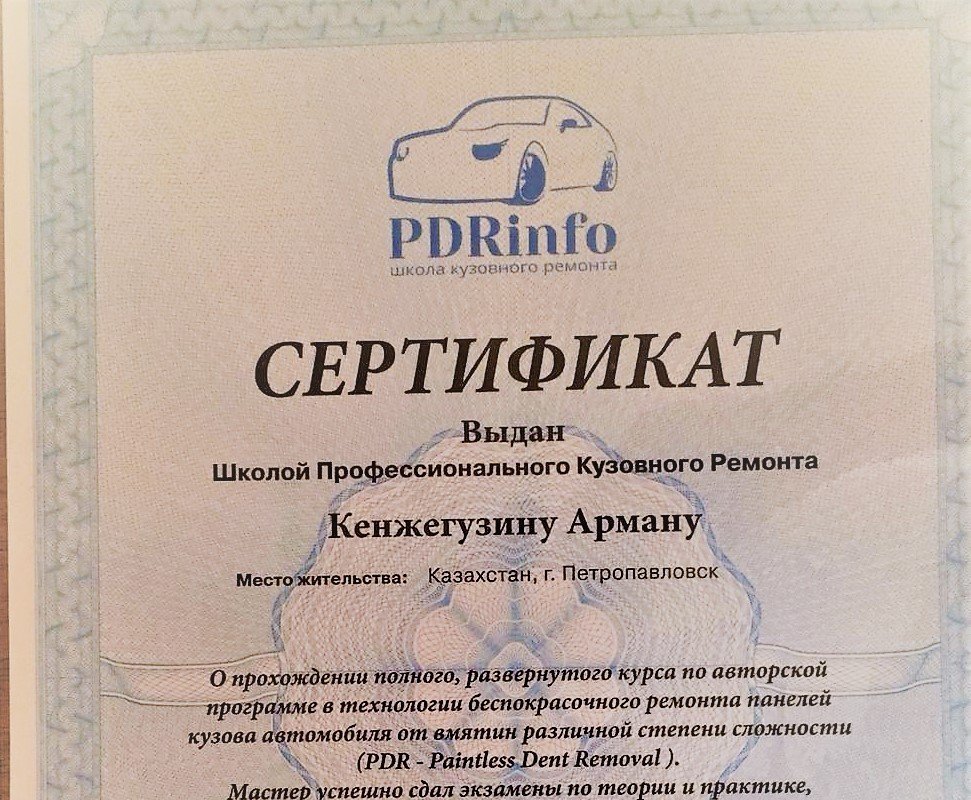 PDRinfo
школа кузовного ремонта
СЕРТИФИКАТ
Выдан
Школой Профессионального Кузовного Ремонта
Кенжегузину Арману
Место жительства: Казахстан, г. Петропавловск
О прохождении полного, развернутого курса по авторской
программе в технологии беспокрасочного ремонта панелей
кузова автомобиля от вмятин различной степени сложности
(PDR - Paintless Dent Removal ).
Мастер успешно сдал экзамены по теории и практике,